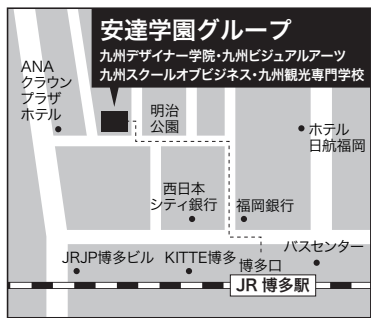 安達学園グループ
九州デザイナー学院・九州ビジュアルアーツ
九州スクールオブビジネス・九州観光専門学校
ANA
クラウン
プラザ
ホテル
明治
公園
ホテル
日航福岡
西日本
シティ銀行
福岡銀行
JRJP博多ビル
KITTE博多
博多口
バスセンター
JR 博多駅